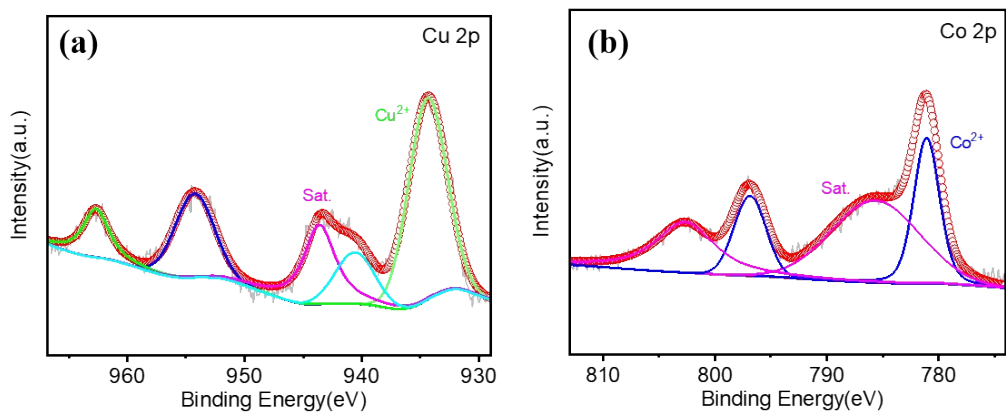 (a)
Cu 2p
Cu²⁺
Sat.
Intensity(a.u.)
960
950
940
930
Binding Energy(eV)
(b)
Co 2p
Co²⁺
Sat.
Intensity(a.u.)
810
800
790
780
Binding Energy(eV)